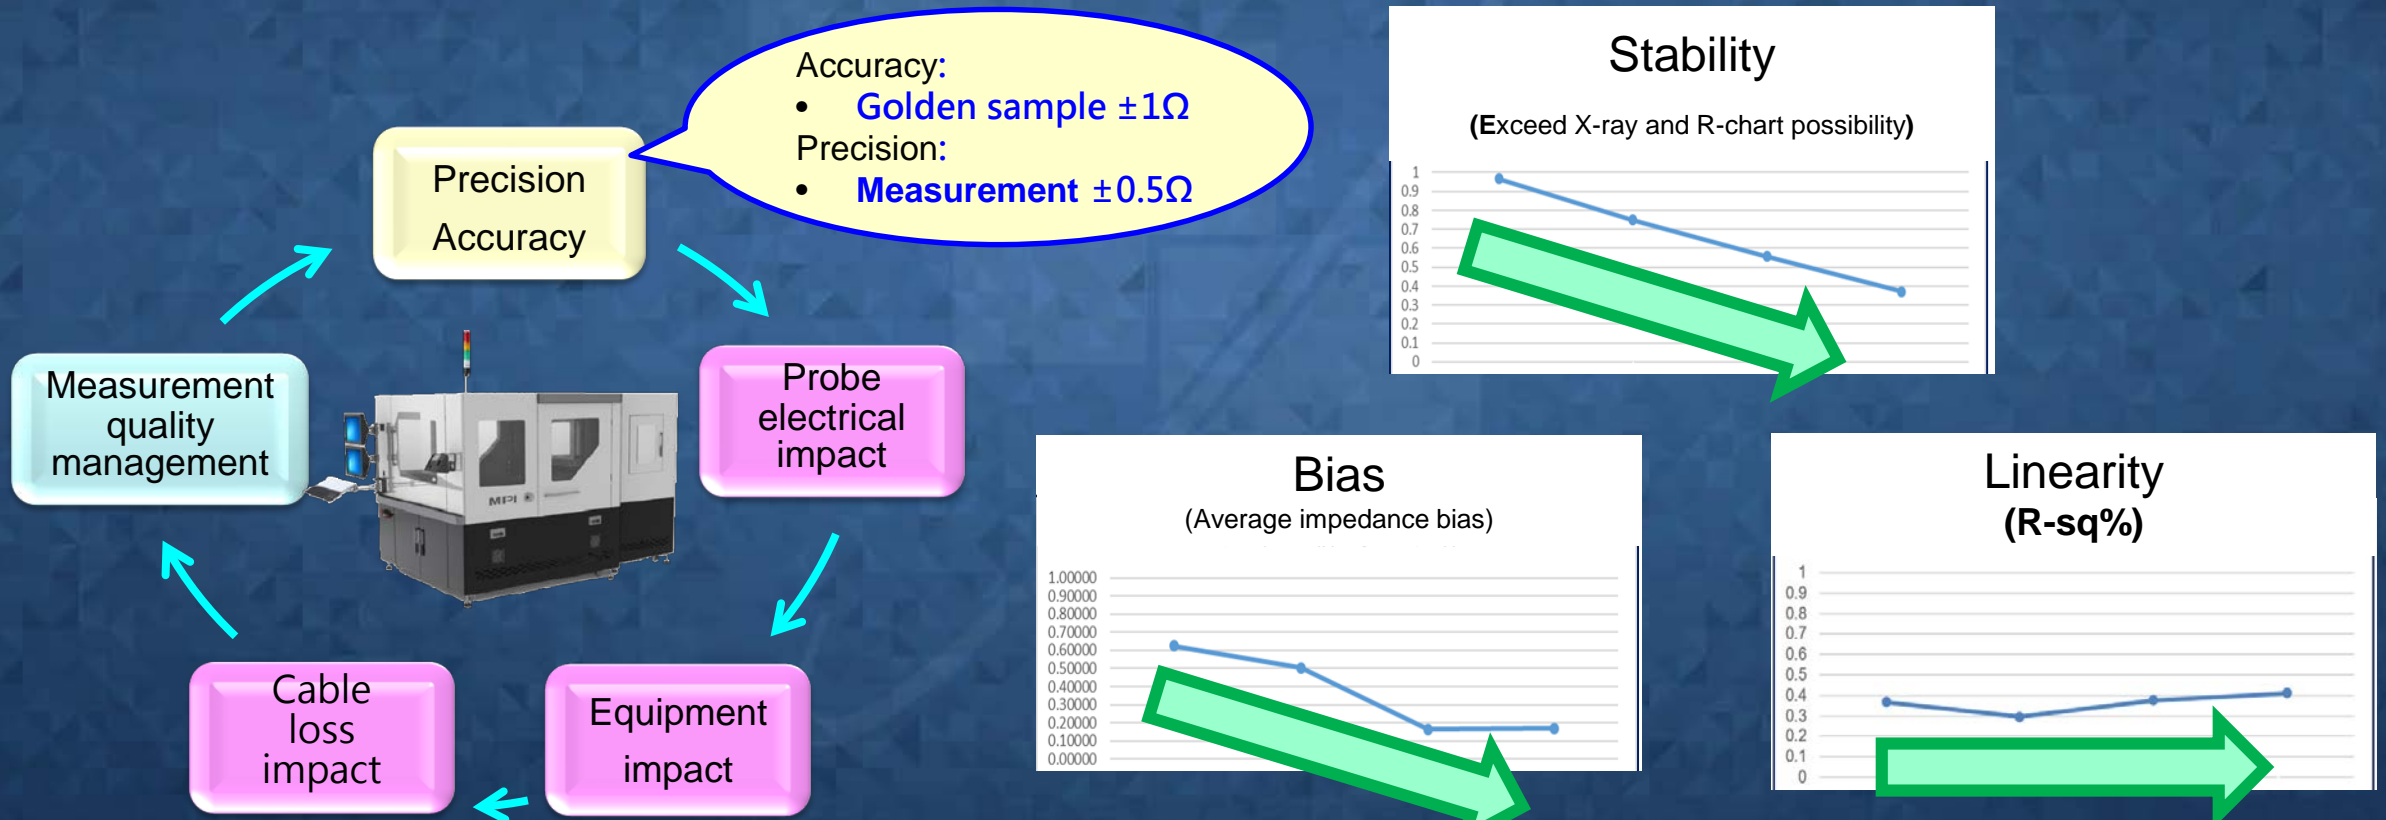 Accuracy:
• Golden sample ±1Ω
Precision:
• Measurement ±0.5Ω
Precision
Accuracy
Probe
electrical
impact
Equipment
impact
Cable
loss
impact
Measurement
quality
management
MPI
Stability
(Exceed X-ray and R-chart possibility)
1
0.9
0.8
0.7
0.6
0.5
0.4
0.3
0.2
0.1
0
Bias
(Average impedance bias)
1.00000
0.90000
0.80000
0.70000
0.60000
0.50000
0.40000
0.30000
0.20000
0.10000
0.00000
Linearity
(R-sq%)
1
0.9
0.8
0.7
0.6
0.5
0.4
0.3
0.2
0.1
0